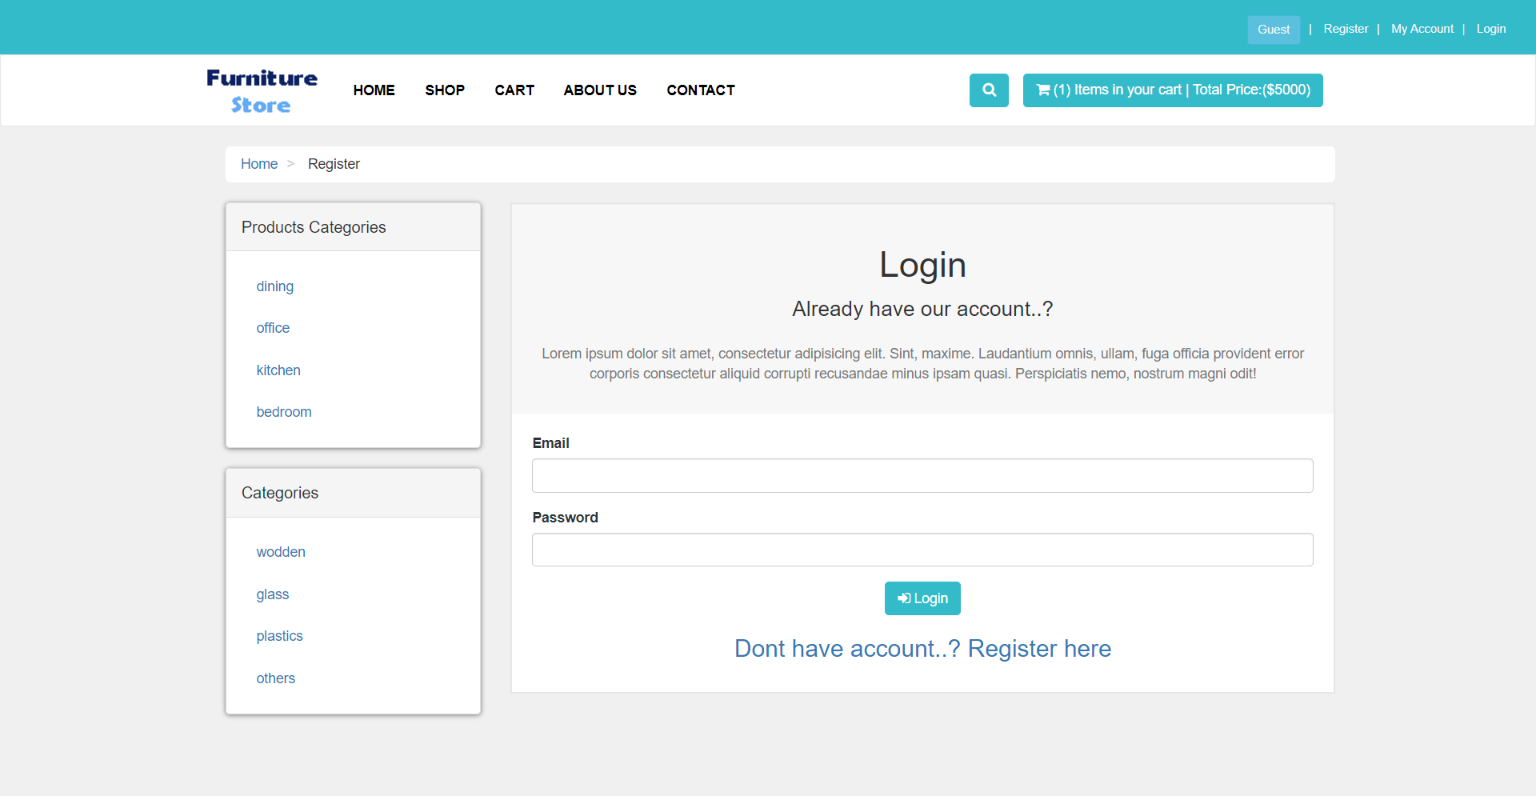 Guest | Register | My Account | Login
Furniture
Store
HOME SHOP CART ABOUT US CONTACT
(1) Items in your cart | Total Price:($5000)
Home > Register
Products Categories
dining
office
kitchen
bedroom
Categories
wodden
glass
plastics
others
Login
Already have our account..?
Lorem ipsum dolor sit amet, consectetur adipisicing elit. Sint, maxime. Laudantium omnis, ullam, fuga officia provident error
corporis consectetur aliquid corrupti recusandae minus ipsam quasi. Perspiciatis nemo, nostrum magni odit!
Email
Password
Login
Dont have account..? Register here